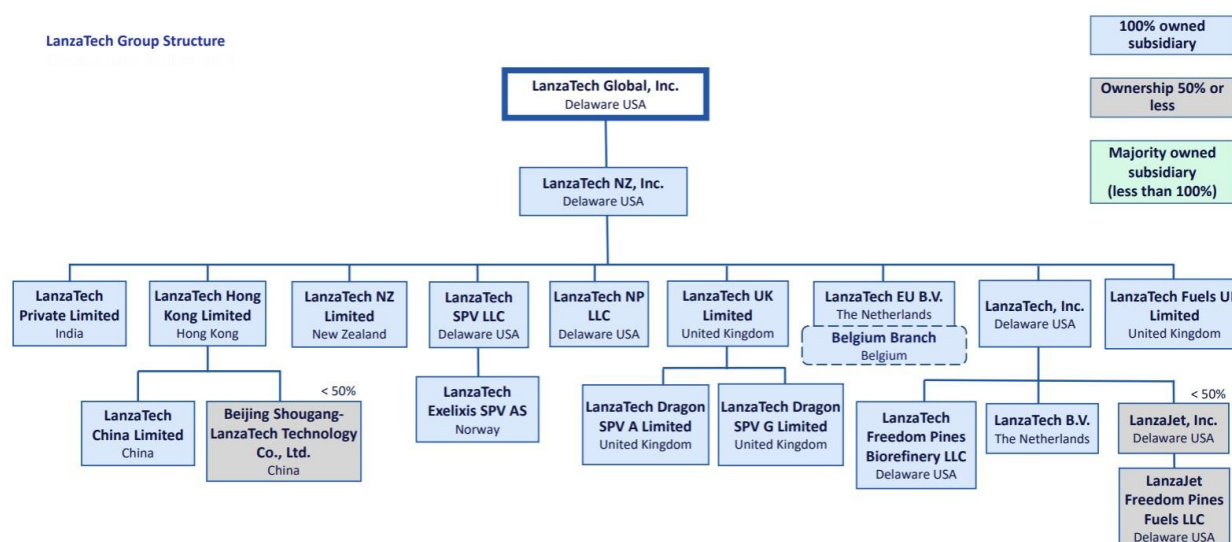 LanzaTech Group Structure
100% owned
subsidiary
Ownership 50% or
less
Majority owned
subsidiary
(less than 100%)
LanzaTech Global, Inc.
Delaware USA
LanzaTech NZ, Inc.
Delaware USA
LanzaTech
Private Limited
India
LanzaTech Hong
Kong Limited
Hong Kong
LanzaTech NZ
Limited
New Zealand
LanzaTech
SPV LLC
Delaware USA
LanzaTech NP
LLC
Delaware USA
LanzaTech UK
Limited
United Kingdom
LanzaTech EU B.V.
The Netherlands
Belgium Branch
Belgium
LanzaTech, Inc.
Delaware USA
LanzaTech Fuels
Limited
United Kingdom
LanzaTech
China Limited
China
< 50%
Beijing Shougang-
LanzaTech Technology
Co., Ltd.
China
LanzaTech
Exelixis SPV AS
Norway
LanzaTech Dragon
SPV A Limited
United Kingdom
LanzaTech Dragon
SPV G Limited
United Kingdom
LanzaTech
Freedom Pines
Biorefinery LLC
Delaware USA
LanzaTech B.V.
The Netherlands
< 50%
LanzaJet, Inc.
Delaware USA
LanzaJet
Freedom Pines
Fuels LLC
Delaware USA